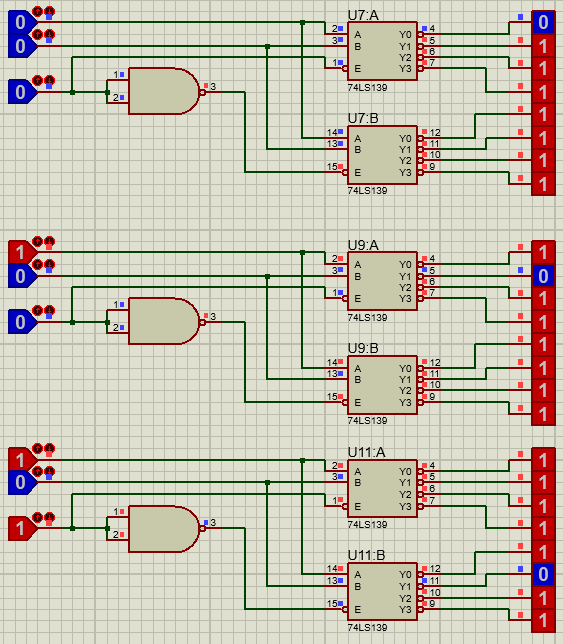 U7:A
0
0
0
2 A Y0 4
3 B Y1 5
Y2 6
1 E Y3 7
74LS139
1
2
3
U7:B
14 A Y0 12
13 B Y1 11
Y2 10
15 E Y3 9
74LS139
0
1
1
1
1
1
1
1
U9:A
1
0
0
2 A Y0 4
3 B Y1 5
Y2 6
1 E Y3 7
74LS139
1
2
3
U9:B
14 A Y0 12
13 B Y1 11
Y2 10
15 E Y3 9
74LS139
1
0
1
1
1
1
1
1
U11:A
1
0
1
2 A Y0 4
3 B Y1 5
Y2 6
1 E Y3 7
74LS139
1
2
3
U11:B
14 A Y0 12
13 B Y1 11
Y2 10
15 E Y3 9
74LS139
1
1
1
1
1
0
1
1